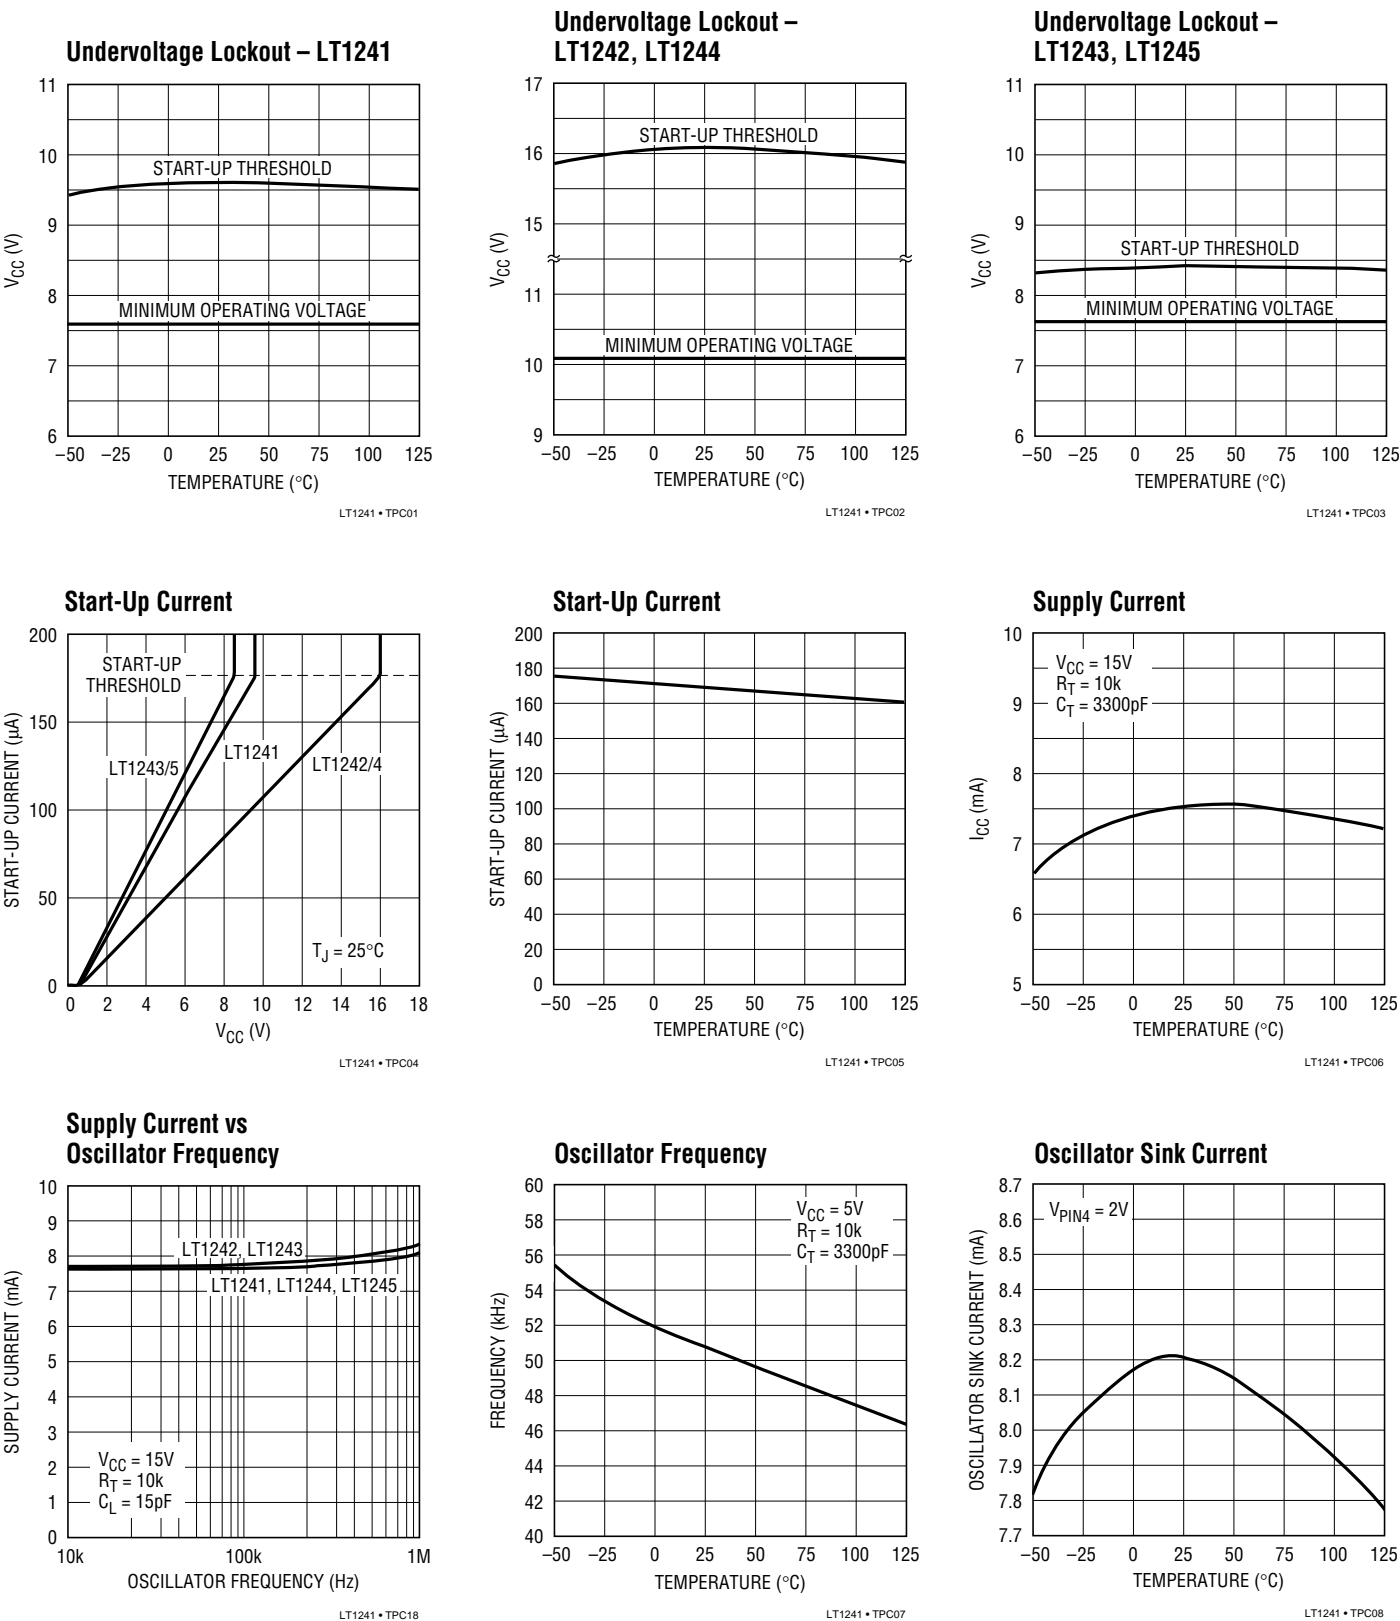 Undervoltage Lockout – LT1241
11
10
9
8
7
6
VCC (V)
START-UP THRESHOLD
MINIMUM OPERATING VOLTAGE
–50 –25 0 25 50 75 100 125
TEMPERATURE (°C)
LT1241 • TPC01
Undervoltage Lockout –
LT1242, LT1244
17
16
15
11
10
9
VCC (V)
START-UP THRESHOLD
MINIMUM OPERATING VOLTAGE
–50 –25 0 25 50 75 100 125
TEMPERATURE (°C)
LT1241 • TPC02
Undervoltage Lockout –
LT1243, LT1245
11
10
9
8
7
6
VCC (V)
START-UP THRESHOLD
MINIMUM OPERATING VOLTAGE
–50 –25 0 25 50 75 100 125
TEMPERATURE (°C)
LT1241 • TPC03
Start-Up Current
200
150
100
50
0
START-UP CURRENT (µA)
START-UP
THRESHOLD
LT1243/5
LT1241
LT1242/4
TJ = 25°C
0 2 4 6 8 10 12 14 16 18
VCC (V)
LT1241 • TPC04
Start-Up Current
200
180
160
140
120
100
80
60
40
20
0
START-UP CURRENT (µA)
–50 –25 0 25 50 75 100 125
TEMPERATURE (°C)
LT1241 • TPC05
Supply Current
10
9
8
7
6
5
ICC (mA)
VCC = 15V
RT = 10k
CT = 3300pF
–50 –25 0 25 50 75 100 125
TEMPERATURE (°C)
LT1241 • TPC06
Supply Current vs
Oscillator Frequency
10
9
8
7
6
5
4
3
2
1
0
SUPPLY CURRENT (mA)
LT1242, LT1243
LT1241, LT1244, LT1245
VCC = 15V
RT = 10k
CL = 15pF
10k 100k 1M
OSCILLATOR FREQUENCY (Hz)
LT1241 • TPC18
Oscillator Frequency
60
58
56
54
52
50
48
46
44
42
40
FREQUENCY (kHz)
VCC = 5V
RT = 10k
CT = 3300pF
–50 –25 0 25 50 75 100 125
TEMPERATURE (°C)
LT1241 • TPC07
Oscillator Sink Current
8.7
8.6
8.5
8.4
8.3
8.2
8.1
8.0
7.9
7.8
7.7
OSCILLATOR SINK CURRENT (mA)
VPIN4 = 2V
–50 –25 0 25 50 75 100 125
TEMPERATURE (°C)
LT1241 • TPC08